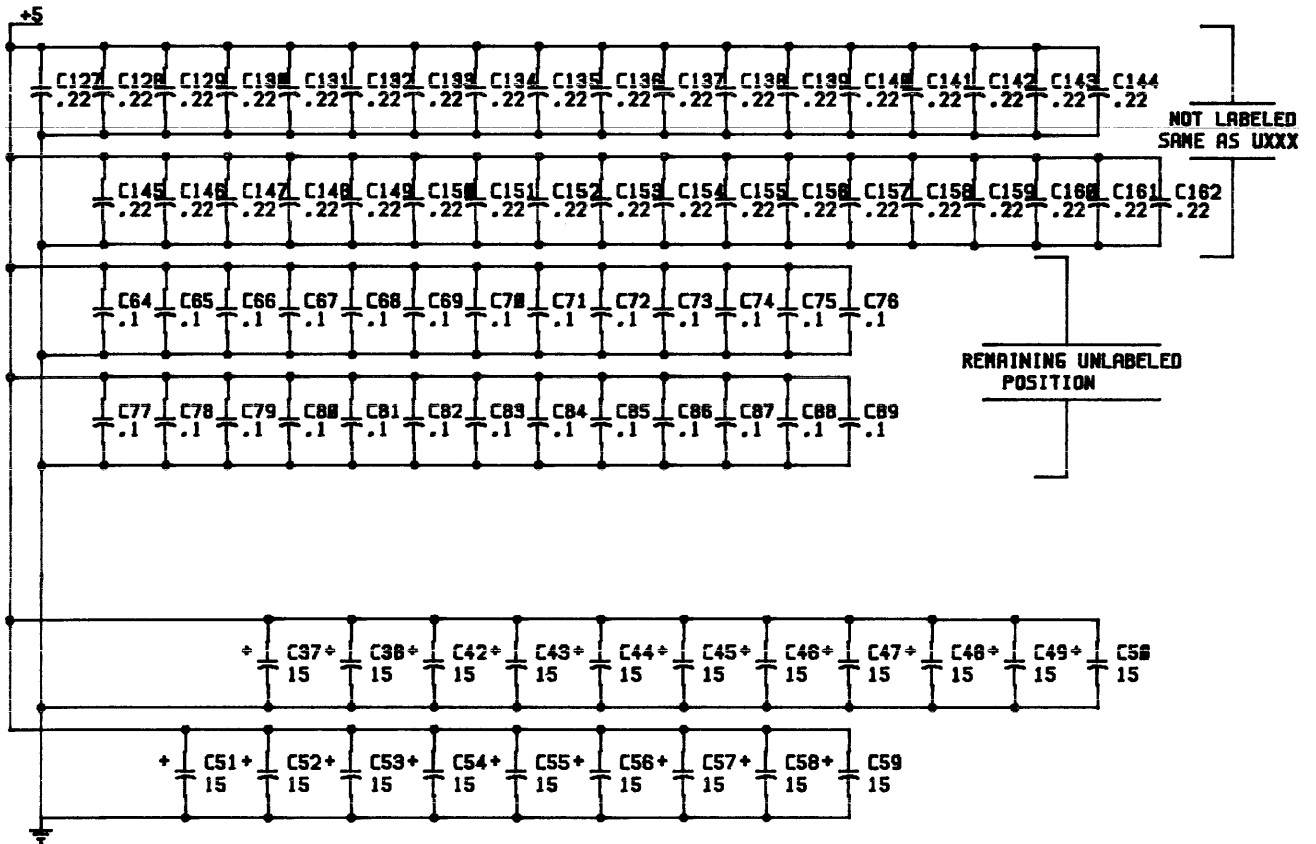 +5
C127 C128 C129 C130 C131 C132 C133 C134 C135 C136 C137 C138 C139 C140 C141 C142 C143 C144
.22 .22 .22 .22 .22 .22 .22 .22 .22 .22 .22 .22 .22 .22 .22 .22 .22 .22
NOT LABELED
SAME AS UXXX
C145 C146 C147 C148 C149 C150 C151 C152 C153 C154 C155 C156 C157 C158 C159 C160 C161 C162
.22 .22 .22 .22 .22 .22 .22 .22 .22 .22 .22 .22 .22 .22 .22 .22 .22 .22
C64 C65 C66 C67 C68 C69 C70 C71 C72 C73 C74 C75 C76
.1 .1 .1 .1 .1 .1 .1 .1 .1 .1 .1 .1 .1
REMAINING UNLABELED
POSITION
C77 C78 C79 C80 C81 C82 C83 C84 C85 C86 C87 C88 C89
.1 .1 .1 .1 .1 .1 .1 .1 .1 .1 .1 .1 .1
+ C37 + C38 + C42 + C43 + C44 + C45 + C46 + C47 + C48 + C49 + C50
15 15 15 15 15 15 15 15 15 15 15
+ C51 + C52 + C53 + C54 + C55 + C56 + C57 + C58 + C59
15 15 15 15 15 15 15 15 15